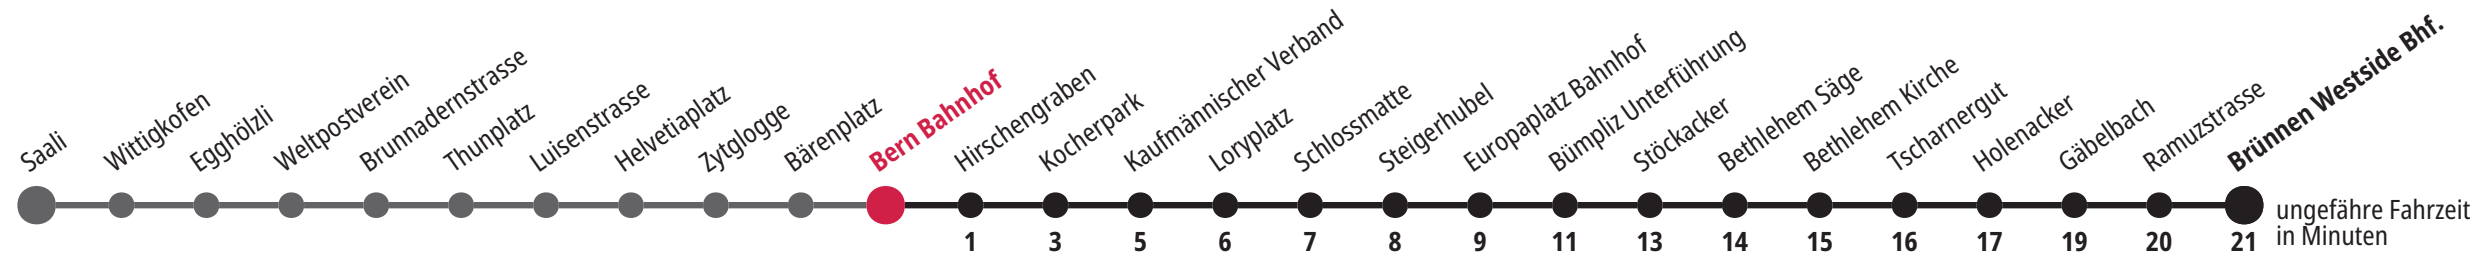 Saali
Wittigkofen
Egghölzli
Weltpostverein
Brunnadernstrasse
Thunplatz
Luisenstrasse
Helvetiaplatz
Zytglogge
Bärenplatz
Bern Bahnhof
Hirschengraben
Kocherpark
Kaufmännischer Verband
Loryplatz
Schlossmatte
Steigerhubel
Europaplatz Bahnhof
Bümpliz Unterführung
Stöckacker
Bethlehem Säge
Bethlehem Kirche
Tscharnergut
Holenacker
Gäbelbach
Ramuzstrasse
Brünnen Westside Bhf.
1 3 5 6 7 8 9 11 13 14 15 16 17 19 20 21
ungefähre Fahrzeit
in Minuten